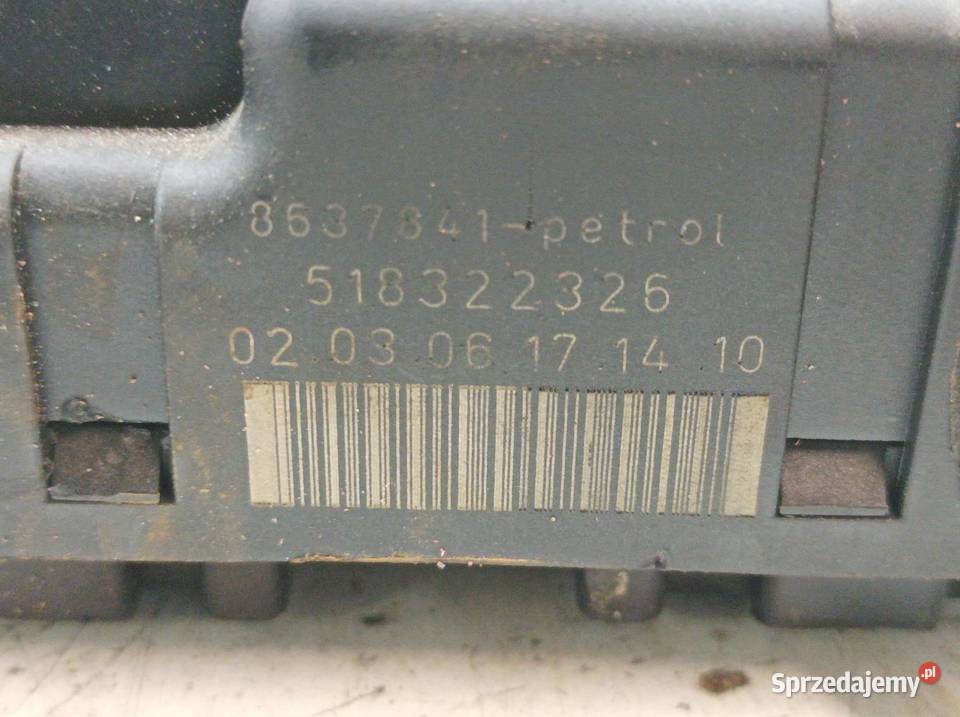 8637841-petrol
518322326
02.03.06 17.14.10
Sprzedajemy.pl